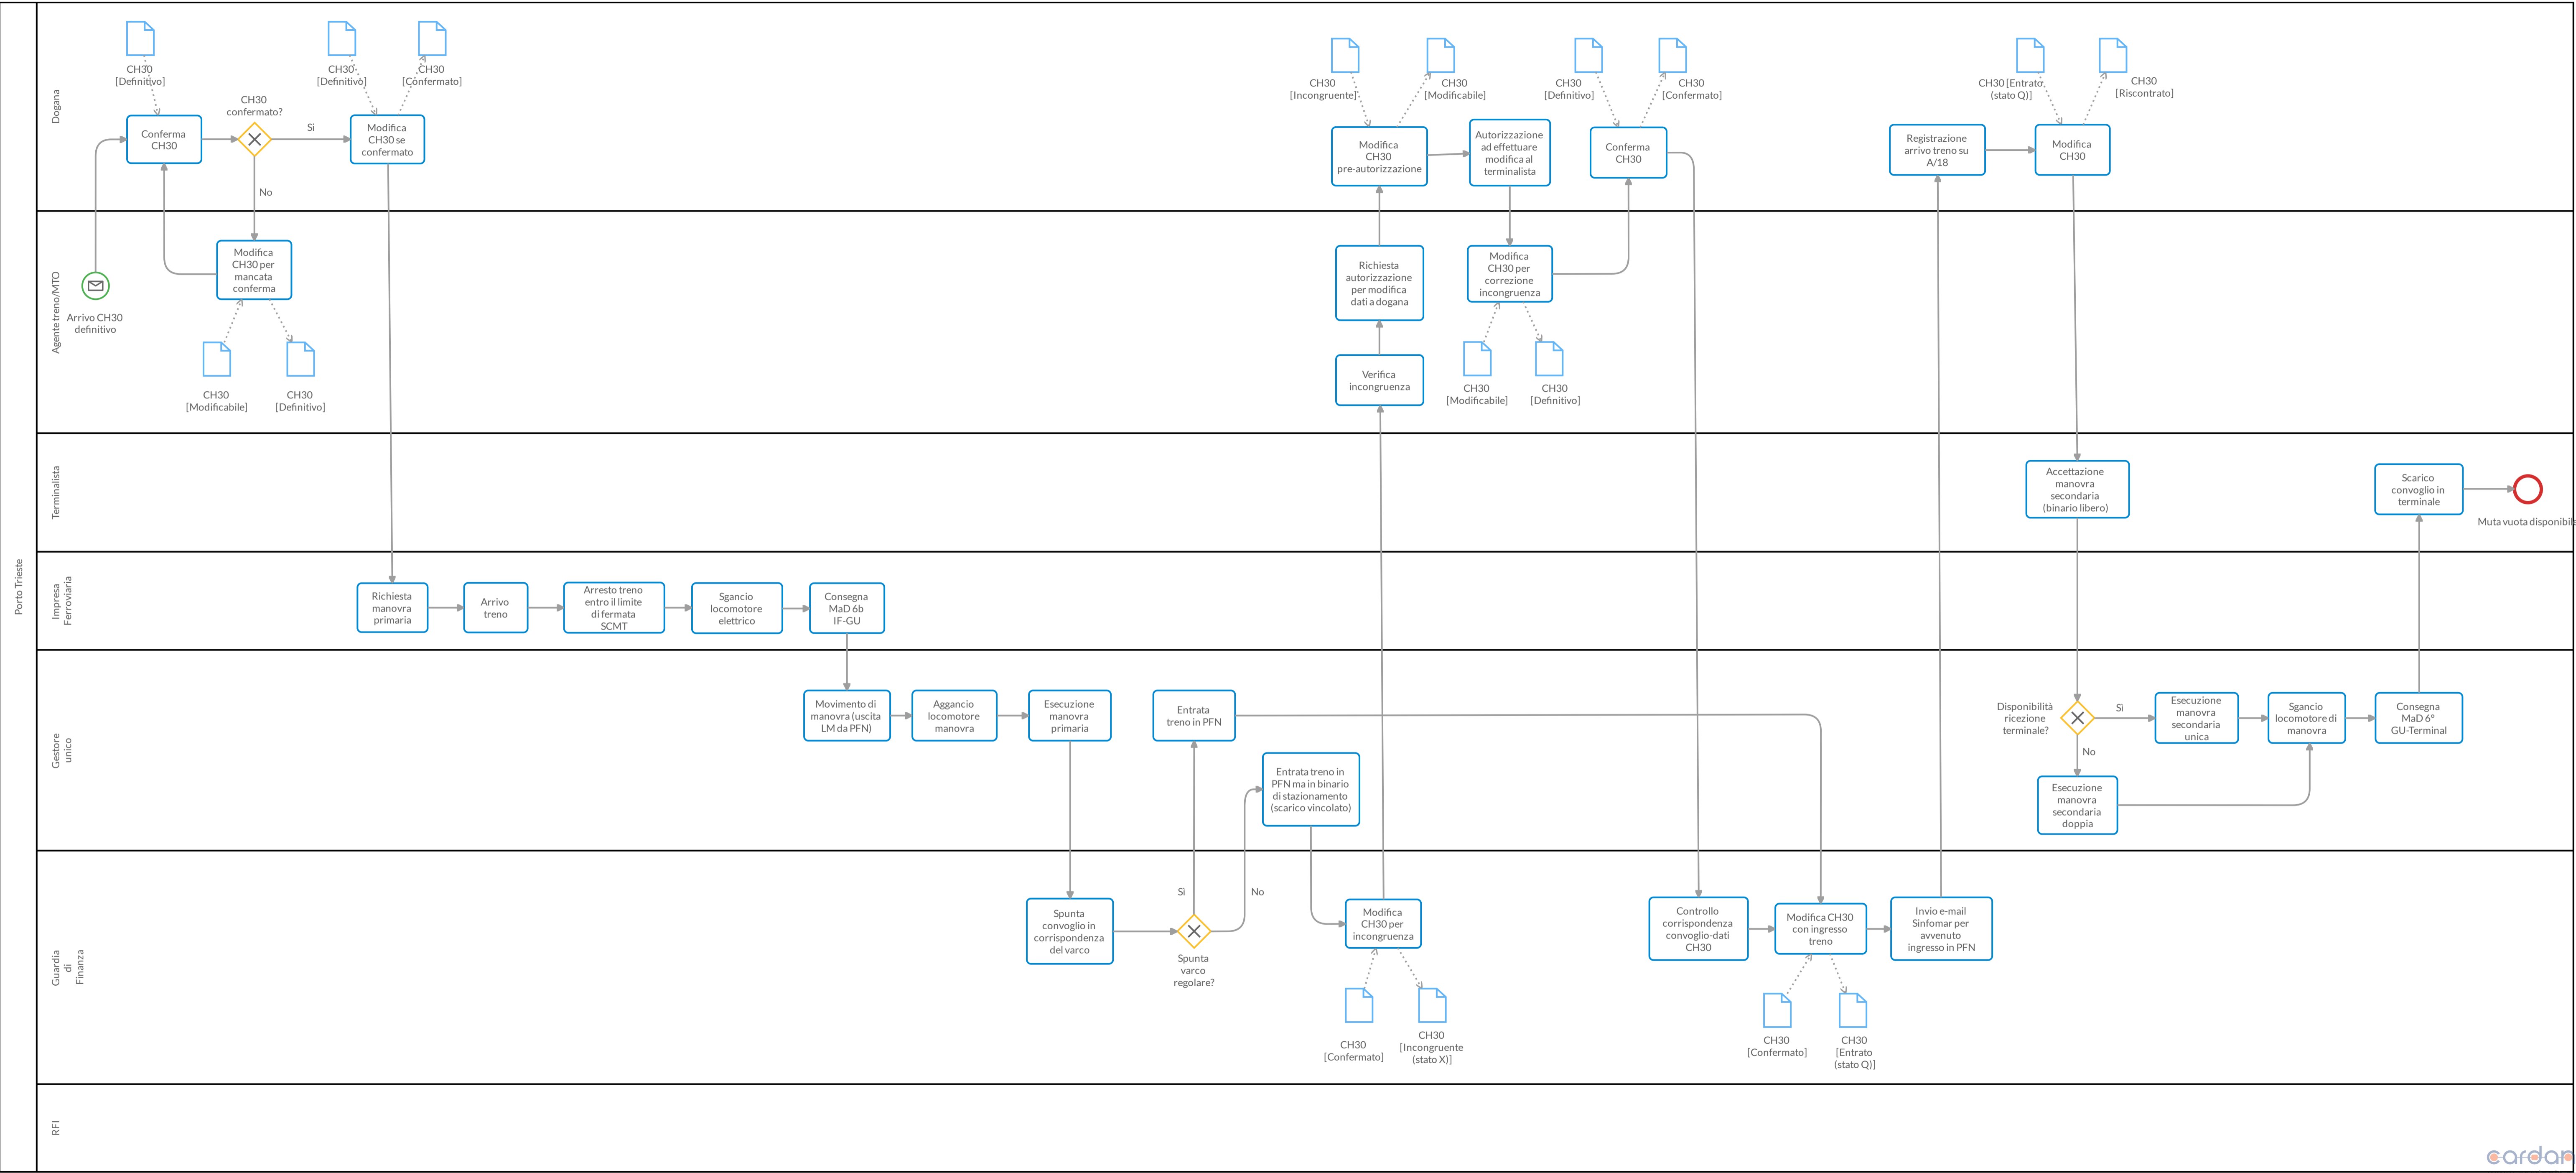 Porto Trieste
Dogana
CH30
[Definitivo]
CH30
[Definitivo]
CH30
[Confermato]
Conferma
CH30
CH30
confermato?
Si
No
Modifica
CH30 se
confermato
CH30
[Incongruente]
CH30
[Modificabile]
CH30
[Definitivo]
CH30
[Confermato]
Modifica
CH30
pre-autorizzazione
Autorizzazione
ad effettuare
modifica al
terminalista
Conferma
CH30
CH30 [Entrato
(stato Q)]
CH30
[Riscontrato]
Registrazione
arrivo treno su
A/18
Modifica
CH30
Agente treno/MTO
Arrivo CH30
definitivo
Modifica
CH30 per
mancata
conferma
CH30
[Modificabile]
CH30
[Definitivo]
Richiesta
autorizzazione
per modifica
dati a dogana
Verifica
incongruenza
Modifica
CH30 per
correzione
incongruenza
CH30
[Modificabile]
CH30
[Definitivo]
Terminalista
Accettazione
manovra
secondaria
(binario libero)
Scarico
convoglio in
terminale
Muta vuota disponibil
Impresa
Ferroviaria
Richiesta
manovra
primaria
Arrivo
treno
Arresto treno
entro il limite
di fermata
SCMT
Sgancio
locomotore
elettrico
Consegna
MaD 6b
IF-GU
Gestore
unico
Movimento di
manovra (uscita
LM da PFN)
Aggancio
locomotore
manovra
Esecuzione
manovra
primaria
Entrata
treno in PFN
Entrata treno in
PFN ma in binario
di stazionamento
(scarico vincolato)
Disponibilità
ricezione
terminale?
Sì
No
Esecuzione
manovra
secondaria
unica
Sgancio
locomotore di
manovra
Consegna
MaD 6°
GU-Terminal
Esecuzione
manovra
secondaria
doppia
Guardia
di
Finanza
Spunta
convoglio in
corrispondenza
del varco
Sì
No
Spunta
varco
regolare?
Modifica
CH30 per
incongruenza
CH30
[Confermato]
CH30
[Incongruente
(stato X)]
Controllo
corrispondenza
convoglio-dati
CH30
Modifica CH30
con ingresso
treno
Invio e-mail
Sinfomar per
avvenuto
ingresso in PFN
CH30
[Confermato]
CH30
[Entrato
(stato Q)]
RFI
cardan